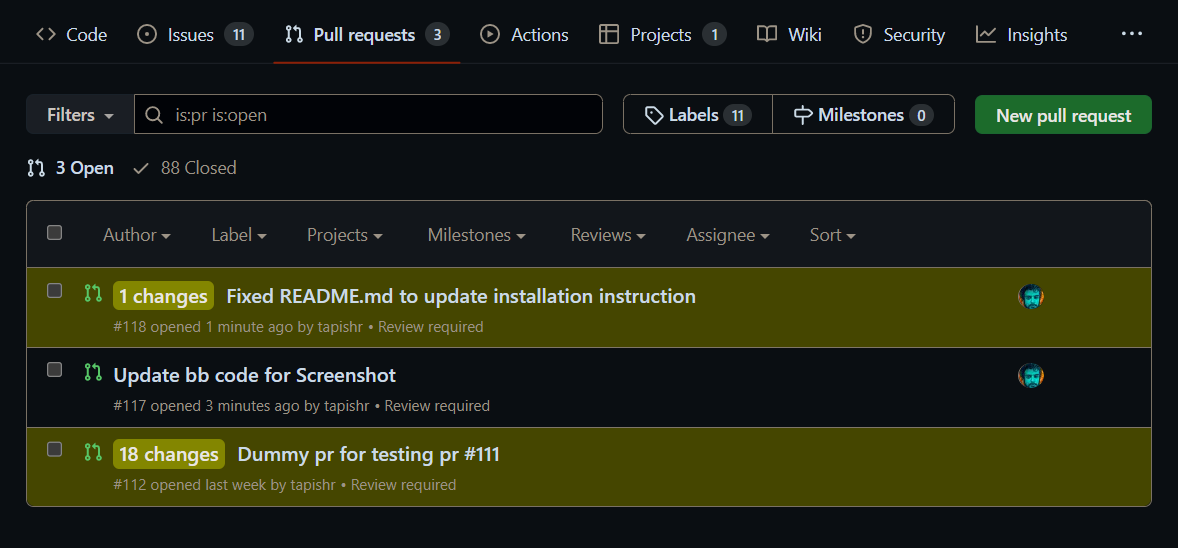 Code Issues 11 Pull requests 3 Actions Projects 1 Wiki Security Insights ...
Filters is:pr is:open Labels 11 Milestones 0 New pull request
3 Open 88 Closed
Author Label Projects Milestones Reviews Assignee Sort
1 changes Fixed README.md to update installation instruction
#118 opened 1 minute ago by tapishr • Review required
Update bb code for Screenshot
#117 opened 3 minutes ago by tapishr • Review required
18 changes Dummy pr for testing pr #111
#112 opened last week by tapishr • Review required